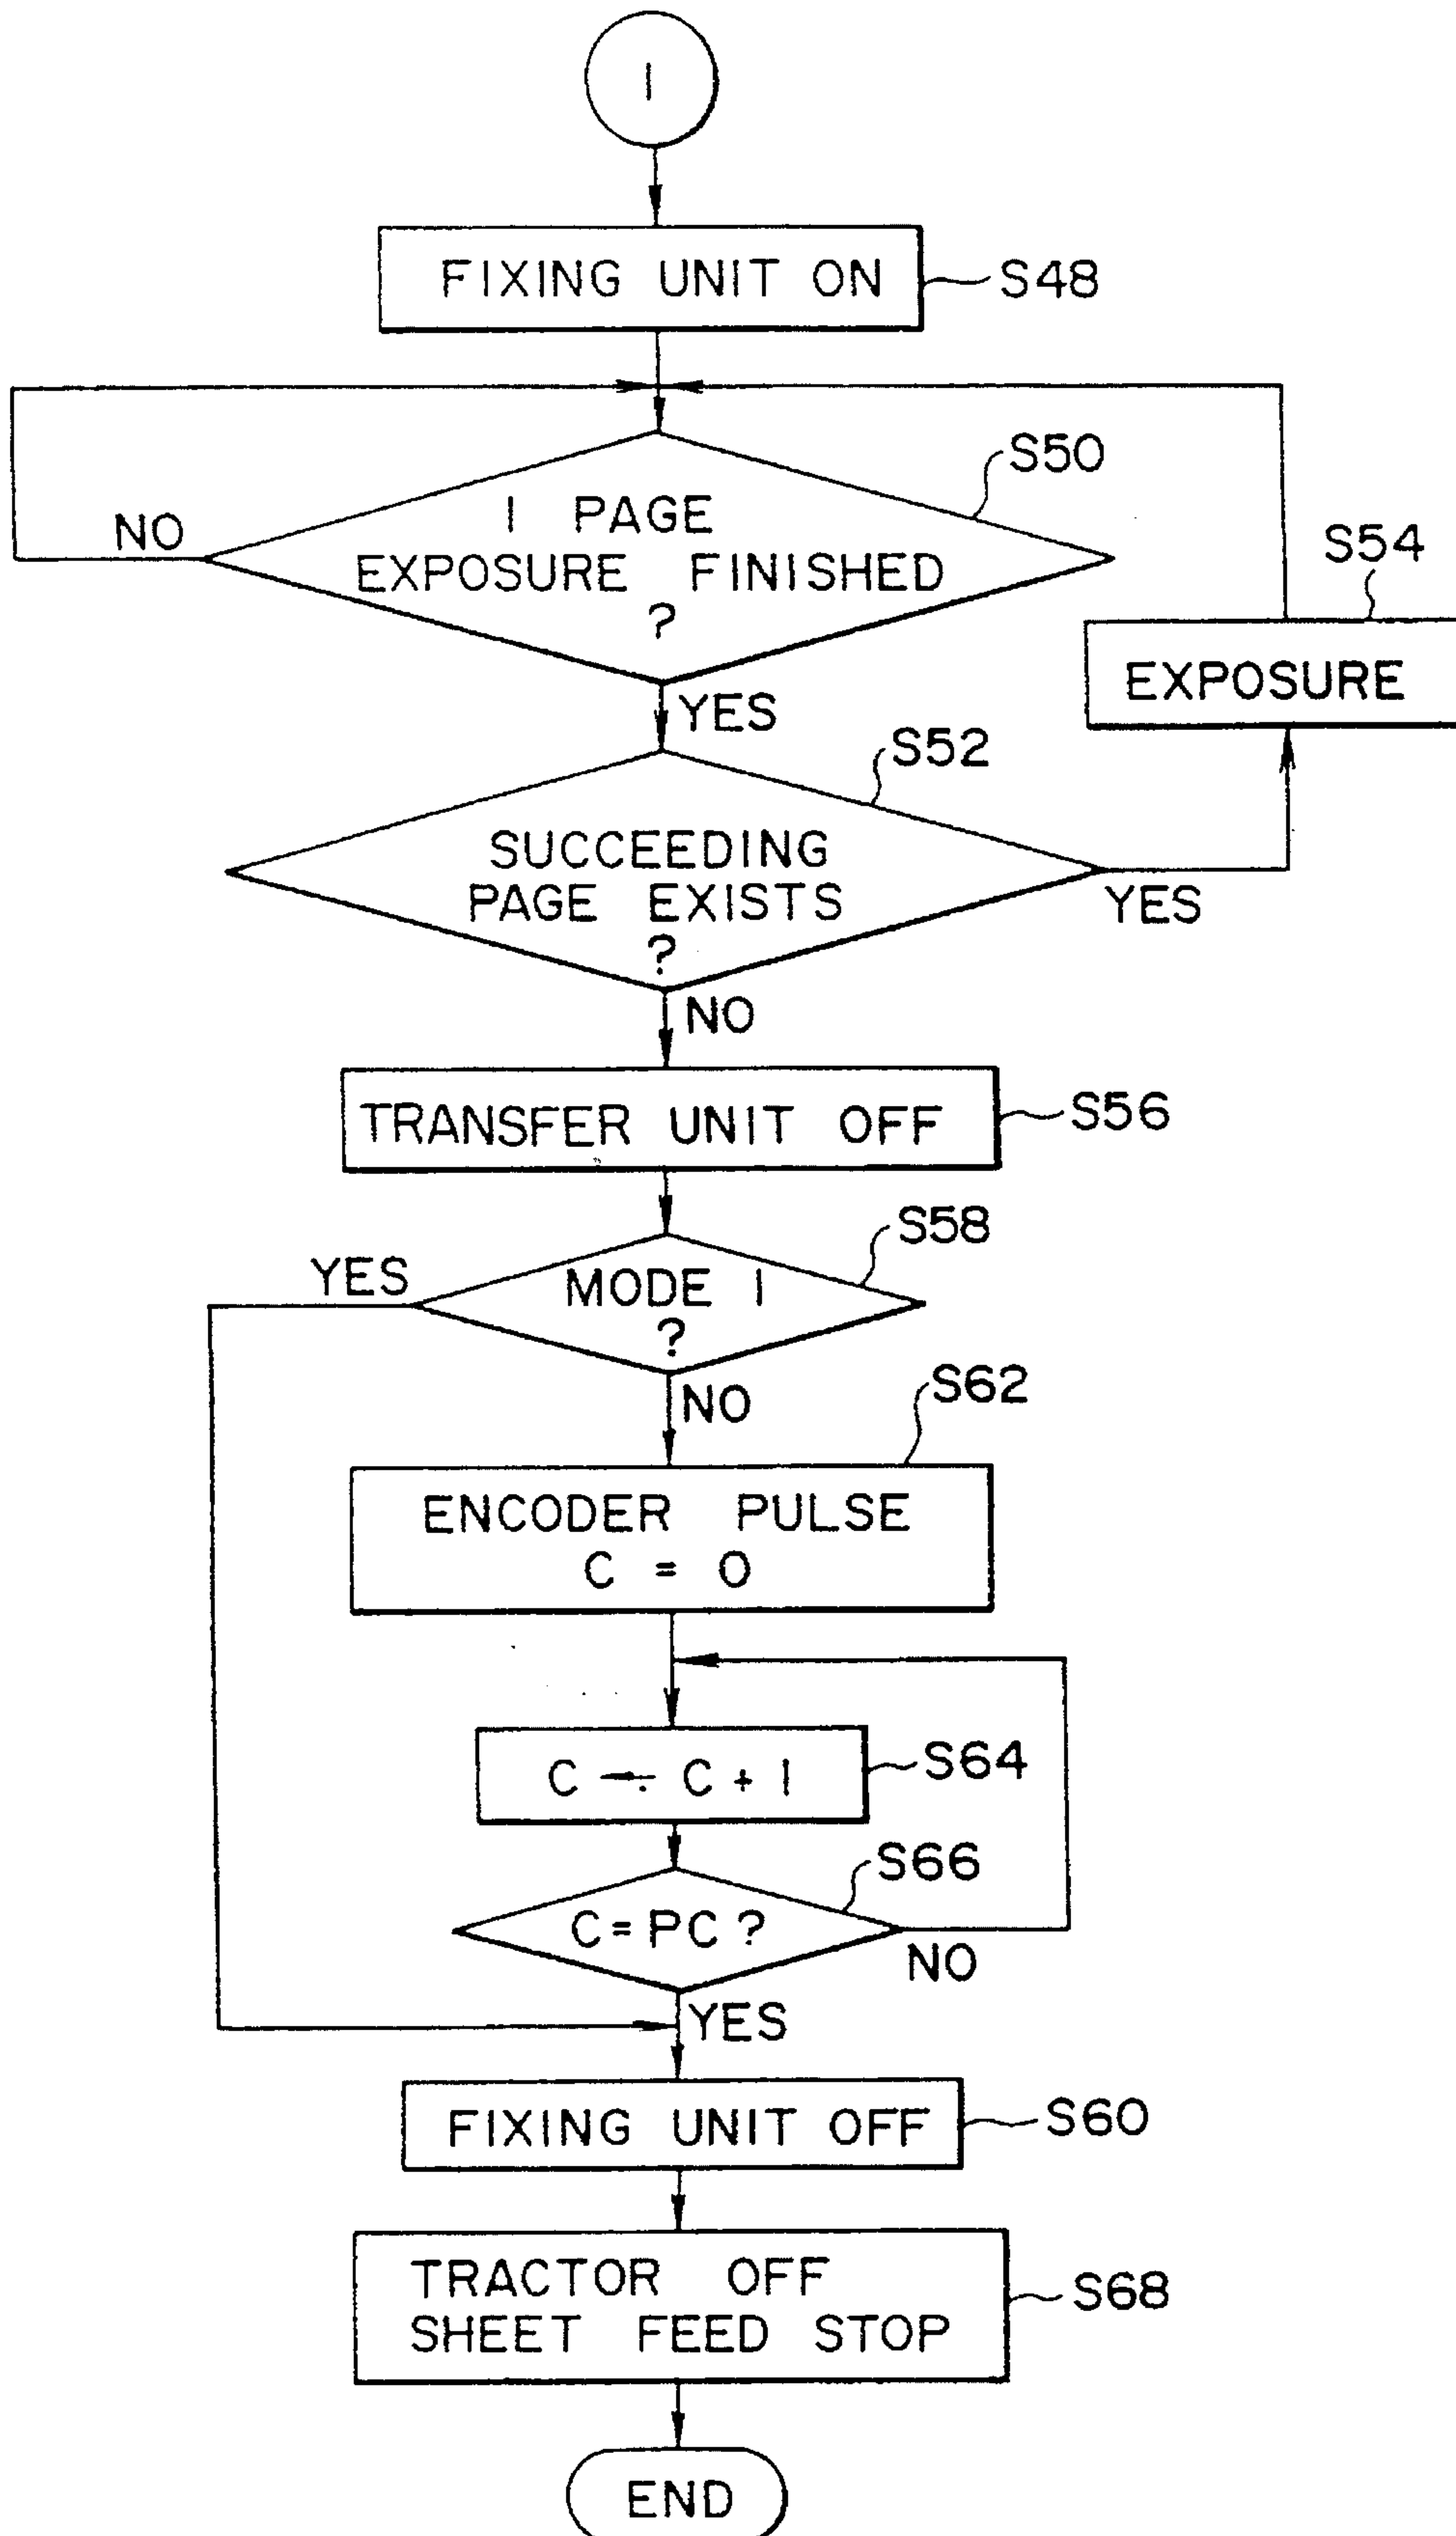 1
FIXING UNIT ON
S48
S50
1 PAGE
EXPOSURE FINISHED
?
NO
YES
S54
EXPOSURE
S52
SUCCEEDING
PAGE EXISTS
?
YES
NO
TRANSFER UNIT OFF
S56
S58
MODE 1
?
YES
NO
S62
ENCODER PULSE
C = 0
C ← C + 1
S64
S66
C = PC ?
NO
YES
FIXING UNIT OFF
S60
TRACTOR OFF
SHEET FEED STOP
S68
END